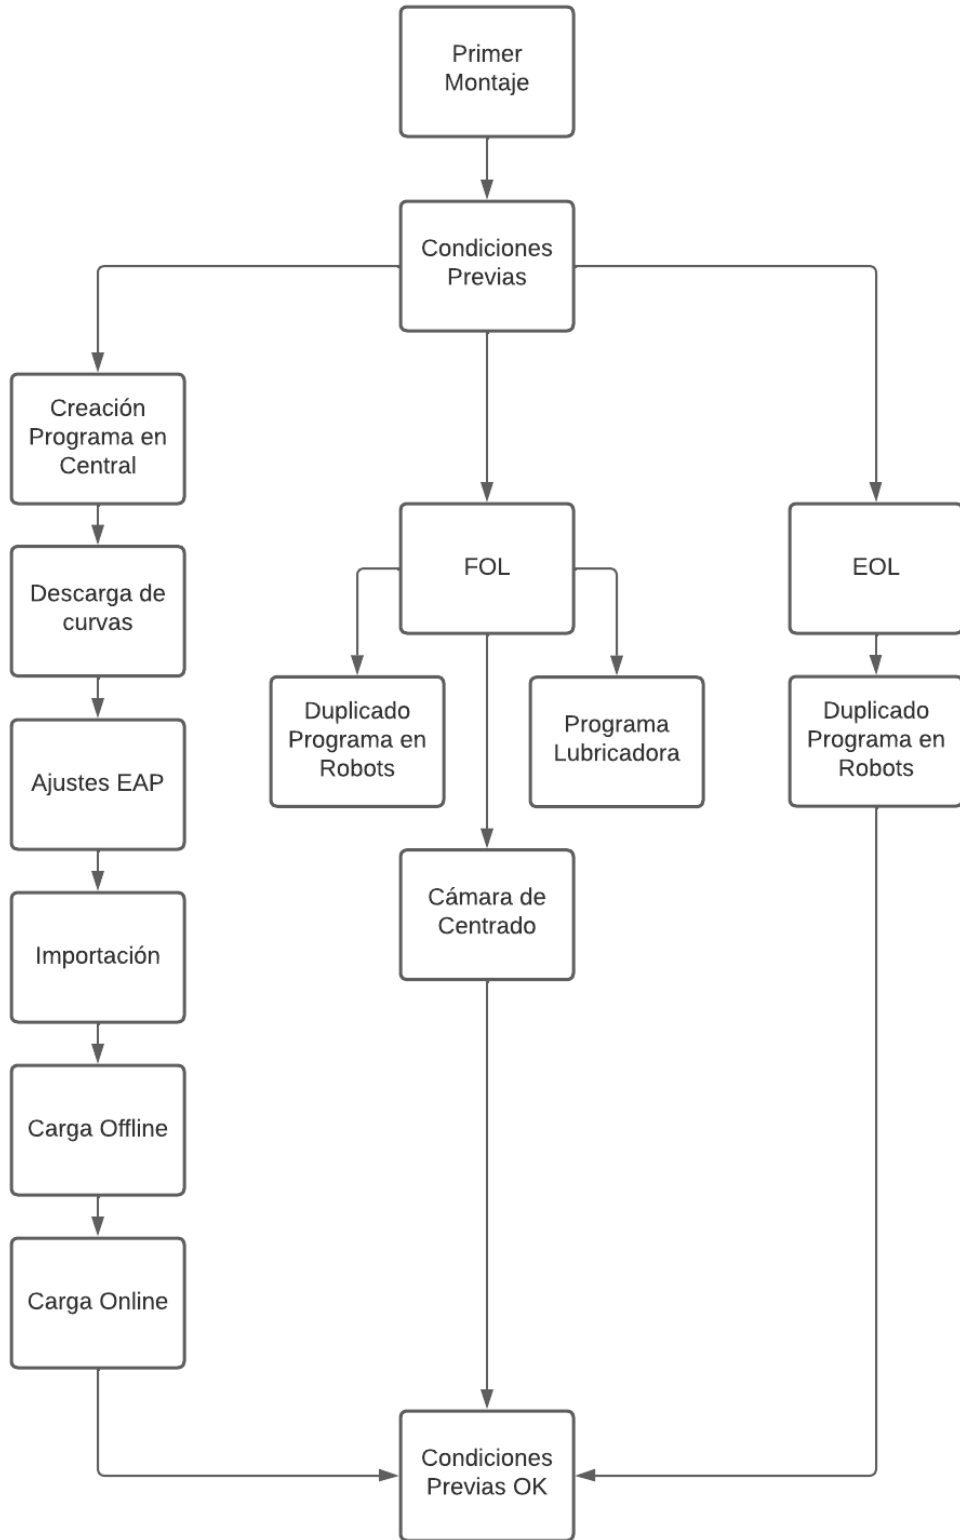 Primer
Montaje
Condiciones
Previas
Creación
Programa en
Central
Descarga de
curvas
Ajustes EAP
Importación
Carga Offline
Carga Online
FOL
Duplicado
Programa en
Robots
Programa
Lubricadora
Cámara de
Centrado
EOL
Duplicado
Programa en
Robots
Condiciones
Previas OK